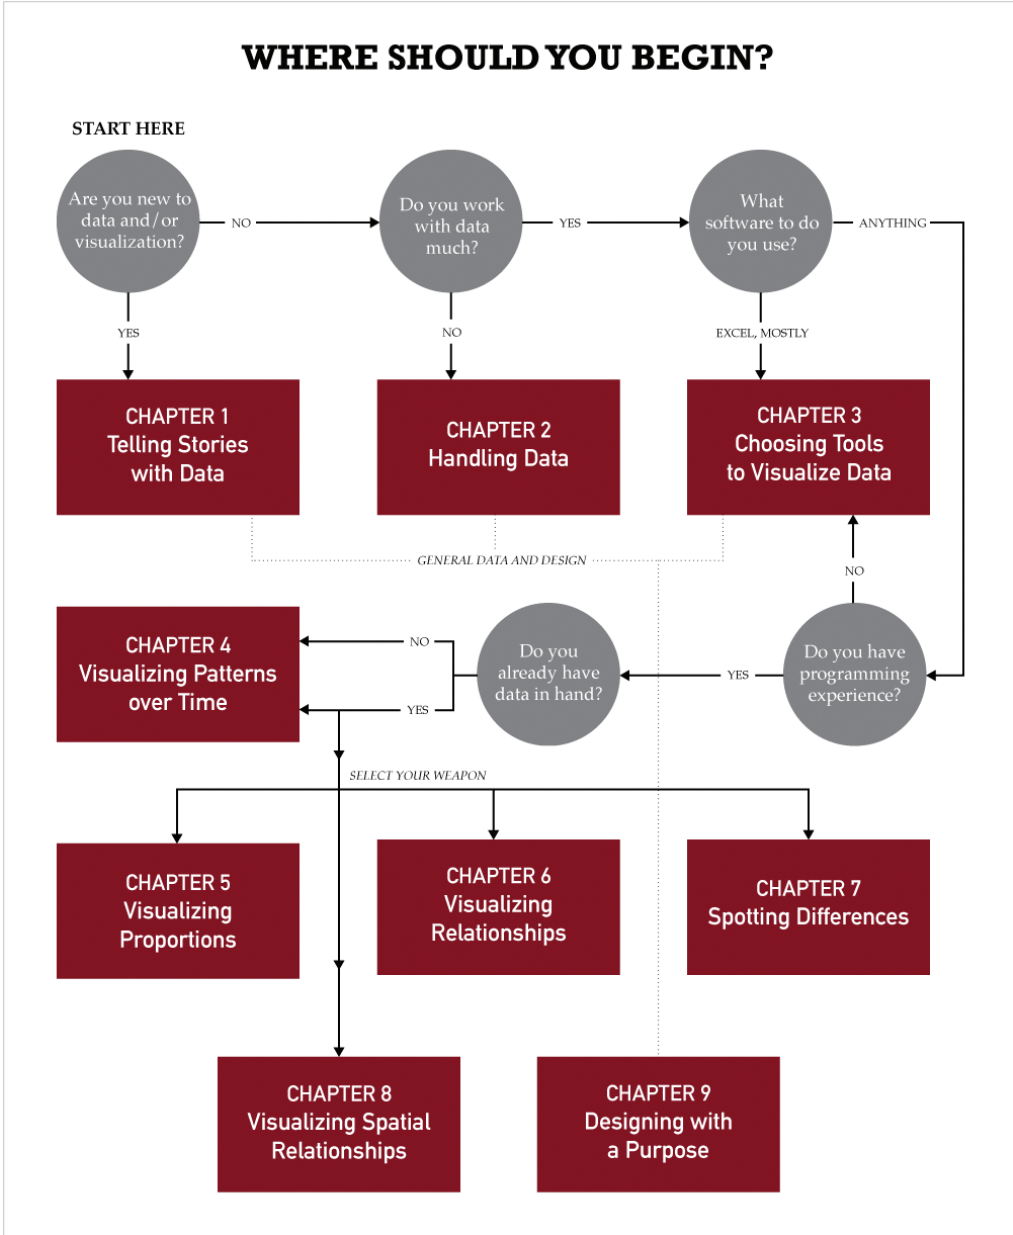 WHERE SHOULD YOU BEGIN?
START HERE
Are you new to
data and/or
visualization?
NO
Do you work
with data
much?
YES
What
software to do
you use?
ANYTHING
YES
NO
EXCEL, MOSTLY
CHAPTER 1
Telling Stories
with Data
CHAPTER 2
Handling Data
CHAPTER 3
Choosing Tools
to Visualize Data
GENERAL DATA AND DESIGN
NO
CHAPTER 4
Visualizing Patterns
over Time
NO
YES
Do you
already have
data in hand?
YES
Do you have
programming
experience?
SELECT YOUR WEAPON
CHAPTER 5
Visualizing
Proportions
CHAPTER 6
Visualizing
Relationships
CHAPTER 7
Spotting Differences
CHAPTER 8
Visualizing Spatial
Relationships
CHAPTER 9
Designing with
a Purpose